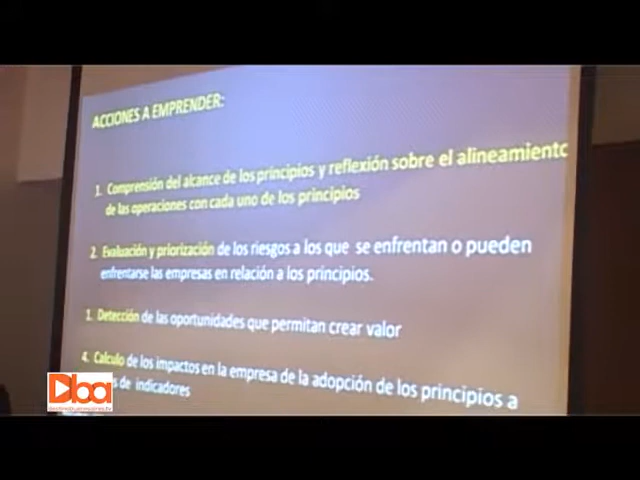 ACCIONES A EMPRENDER:
1. Comprensión del alcance de los principios y reflexión sobre el alineamiento
de las operaciones con cada uno de los principios
2. Evaluación y priorización de los riesgos a los que se enfrentan o pueden
enfrentarse las empresas en relación a los principios.
1. Detección de las oportunidades que permitan crear valor
4. Calculo de los impactos en la empresa de la adopción de los principios a
de indicadores
Dba